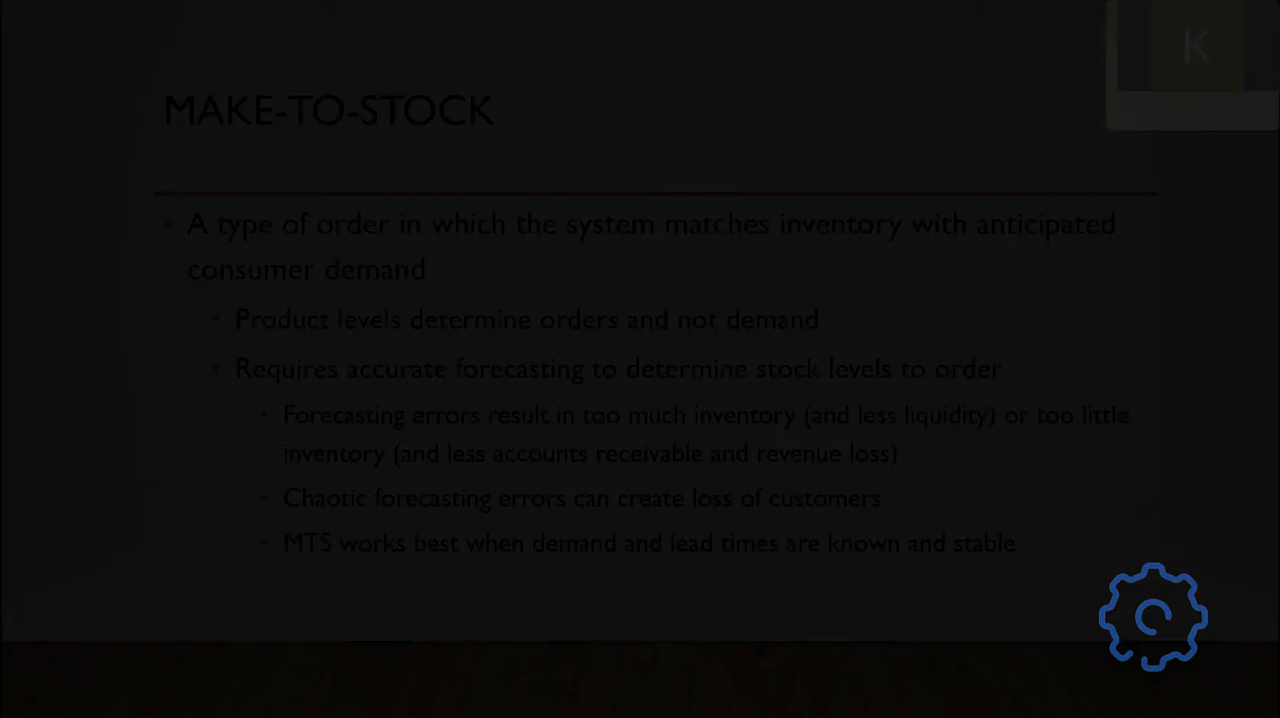 K
MAKE-TO-STOCK
A type of order in which the system matches inventory with anticipated
consumer demand
Product levels determine orders and not demand
Requires accurate forecasting to determine stock levels to order
Forecasting errors result in too much inventory (and less liquidity) or too little
inventory (and less accounts receivable and revenue loss)
Chaotic forecasting errors can create loss of customers
MTS works best when demand and lead times are known and stable